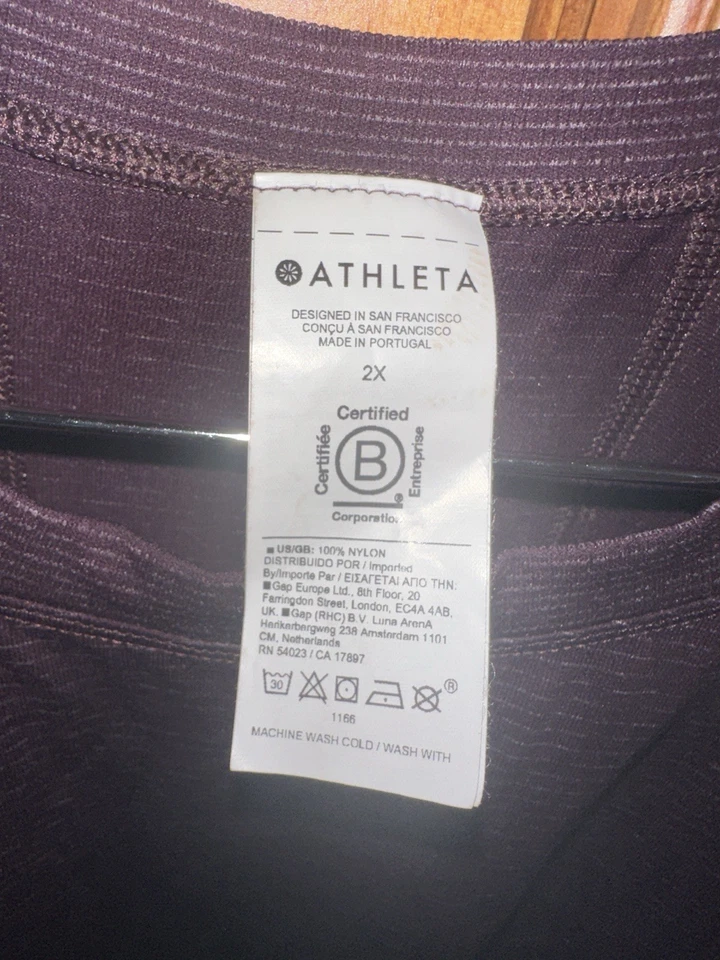 ATHLETA
DESIGNED IN SAN FRANCISCO
CONÇU À SAN FRANCISCO
MADE IN PORTUGAL
2X
Certified
Certifiée
B
Entreprise
®
Corporation
US/GB: 100% NYLON
DISTRIBUIDO POR / Imported
By/Importe Par / ΕΙΣΑΓΕΤΑΙ ΑΠΟ ΤΗΝ:
Gap Europe Ltd., 8th Floor, 20
Farringdon Street, London, EC4A 4AB,
UK. Gap (RHC) B.V. Luna ArenA
Herikerbergweg 238 Amsterdam 1101
CM, Netherlands
RN 54023 / CA 17897
30 ®
1166
MACHINE WASH COLD / WASH WITH